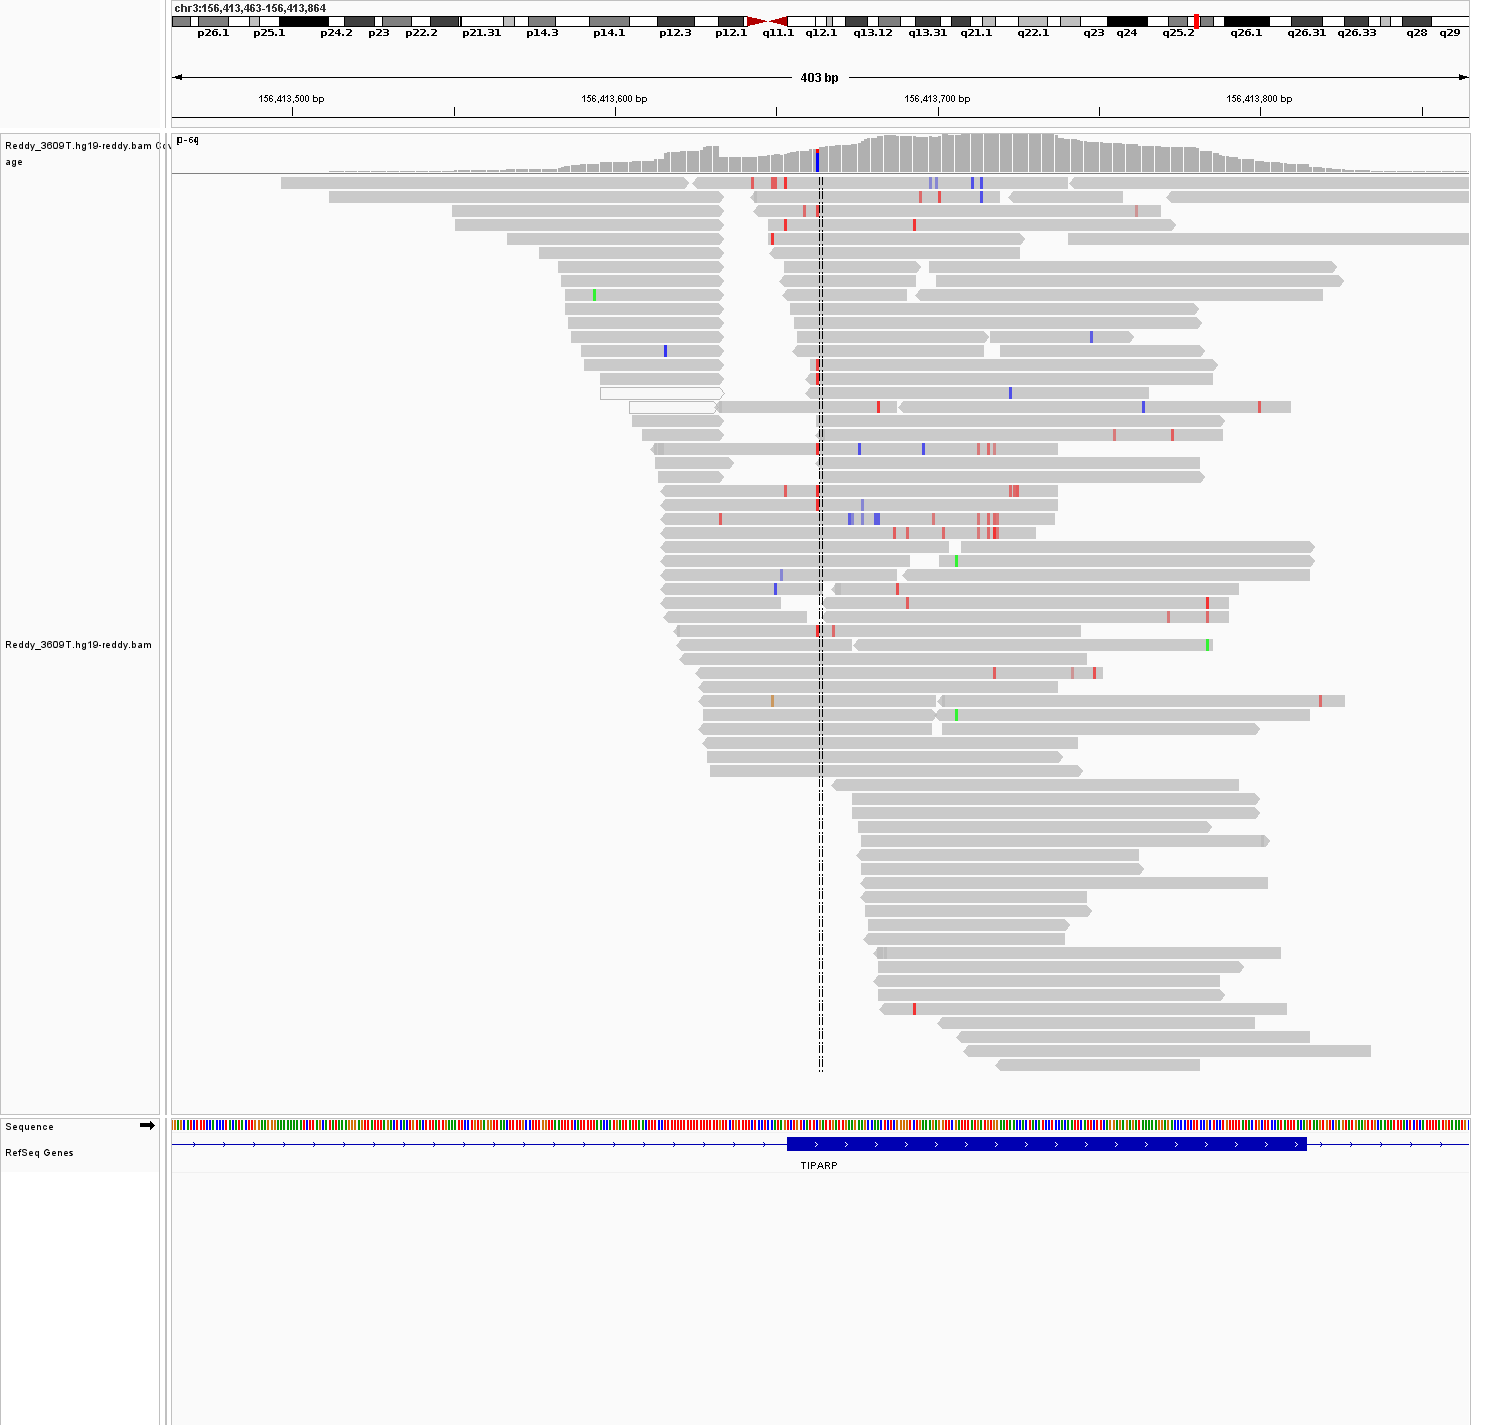 chr3:156,413,463-156,413,864
p26.1 p25.1 p24.2 p23 p22.2 p21.31 p14.3 p14.1 p12.3 p12.1 q11.1 q12.1 q13.12 q13.31 q21.1 q22.1 q23 q24 q25.2 q26.1 q26.31 q26.33 q28 q29
403 bp
156,413,500 bp 156,413,600 bp 156,413,700 bp 156,413,800 bp
Reddy_3609T.hg19-reddy.bam Cov
age
Reddy_3609T.hg19-reddy.bam
Sequence
RefSeq Genes
TIPARP